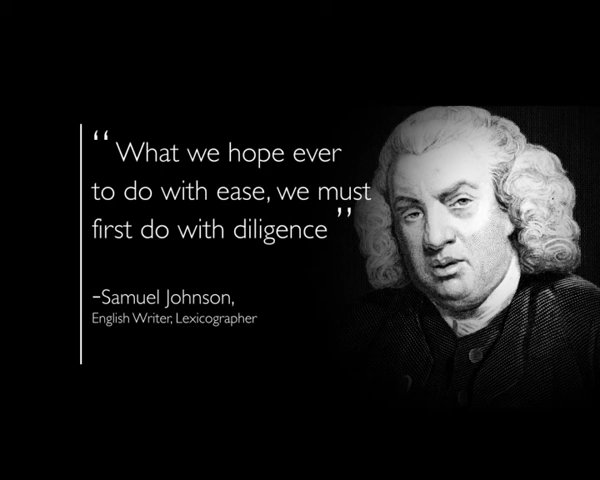 “ What we hope ever
to do with ease, we must
first do with diligence ”
-Samuel Johnson,
English Writer, Lexicographer